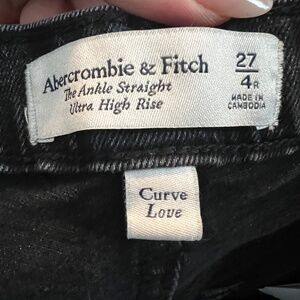 Abercrombie & Fitch
The Ankle Straight
Ultra High Rise
27
4R
MADE IN
CAMBODIA
Curve
Love